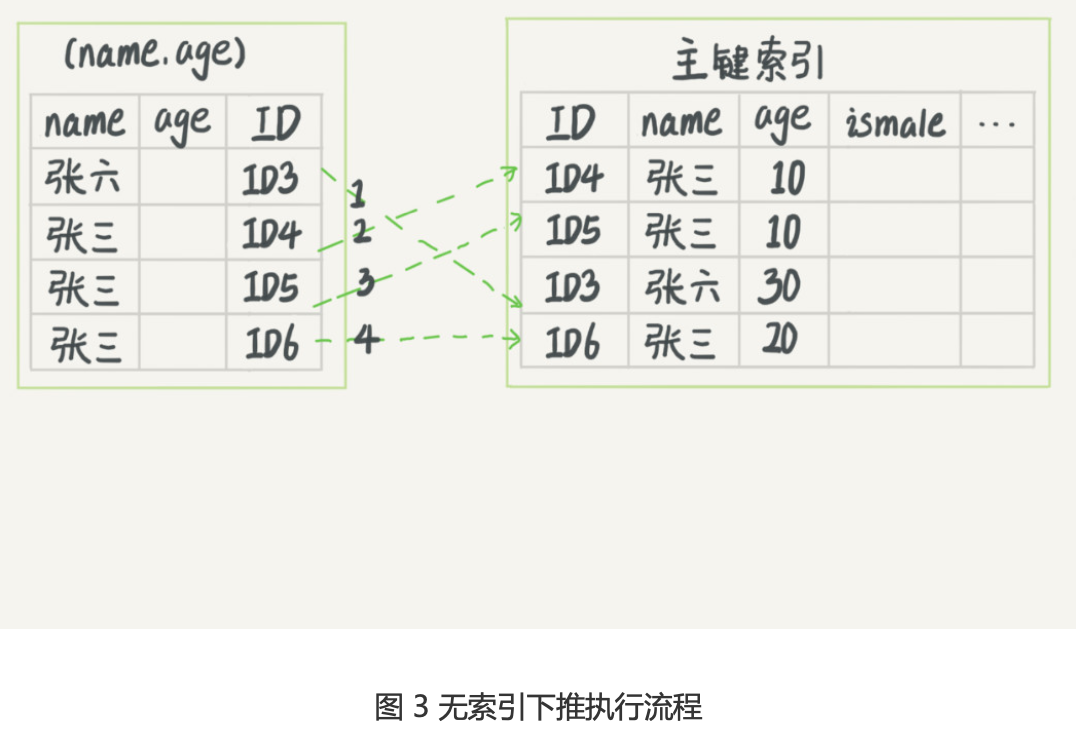 (name, age)
name age ID
张六 ID3
张三 ID4
张三 ID5
张三 ID6
1
2
3
4
主键索引
ID name age ismale ...
ID4 张三 10
ID5 张三 10
ID3 张六 30
ID6 张三 20
图 3 无索引下推执行流程